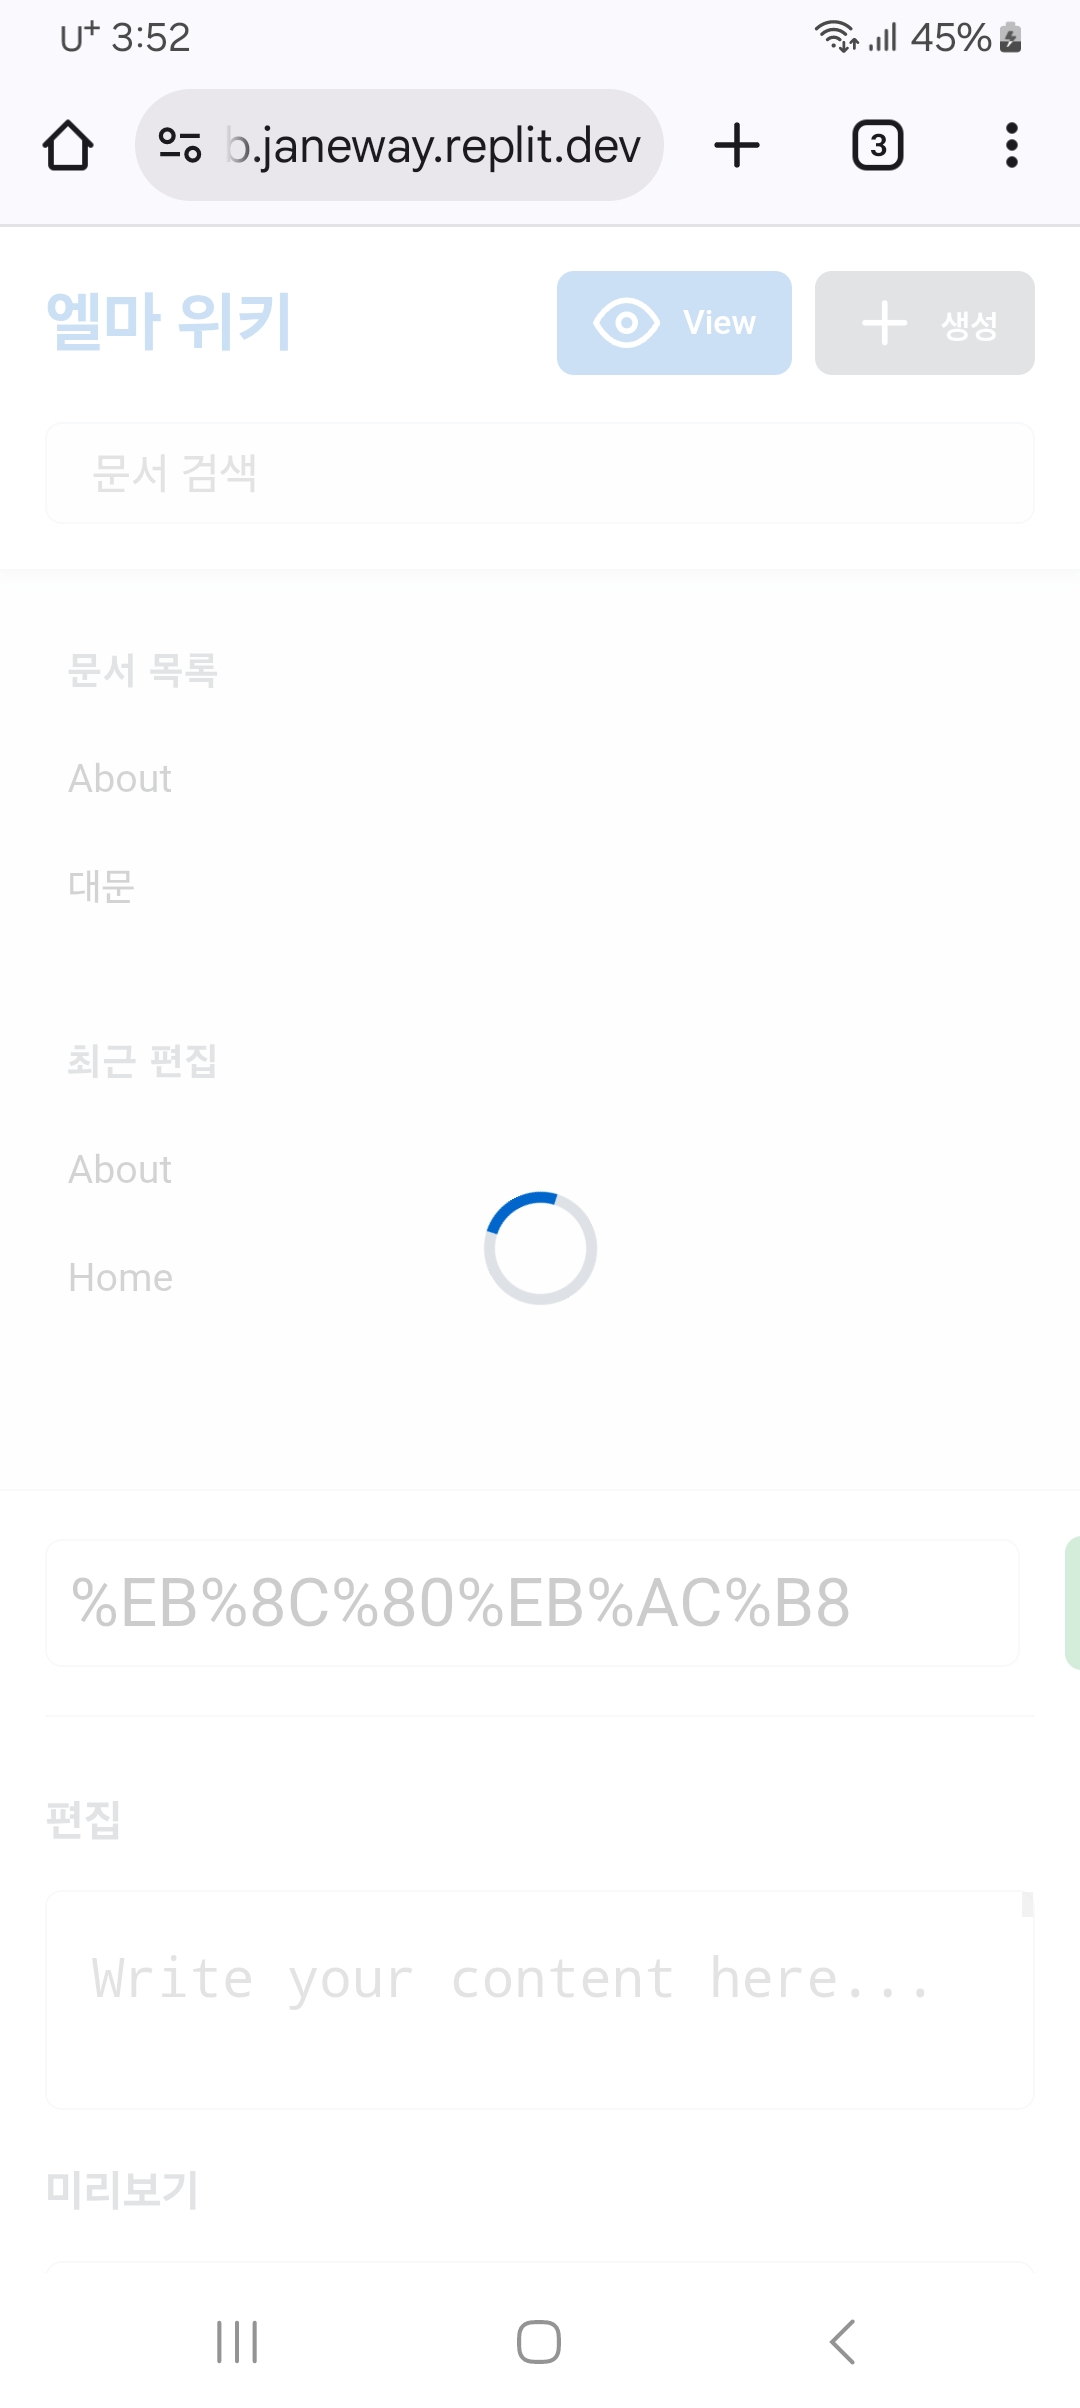 U+ 3:52 45%
b.janeway.replit.dev 3
엘마 위키 View 생성
문서 검색
문서 목록
About
대문
최근 편집
About
Home
%EB%8C%80%EB%AC%B8
편집
Write your content here...
미리보기